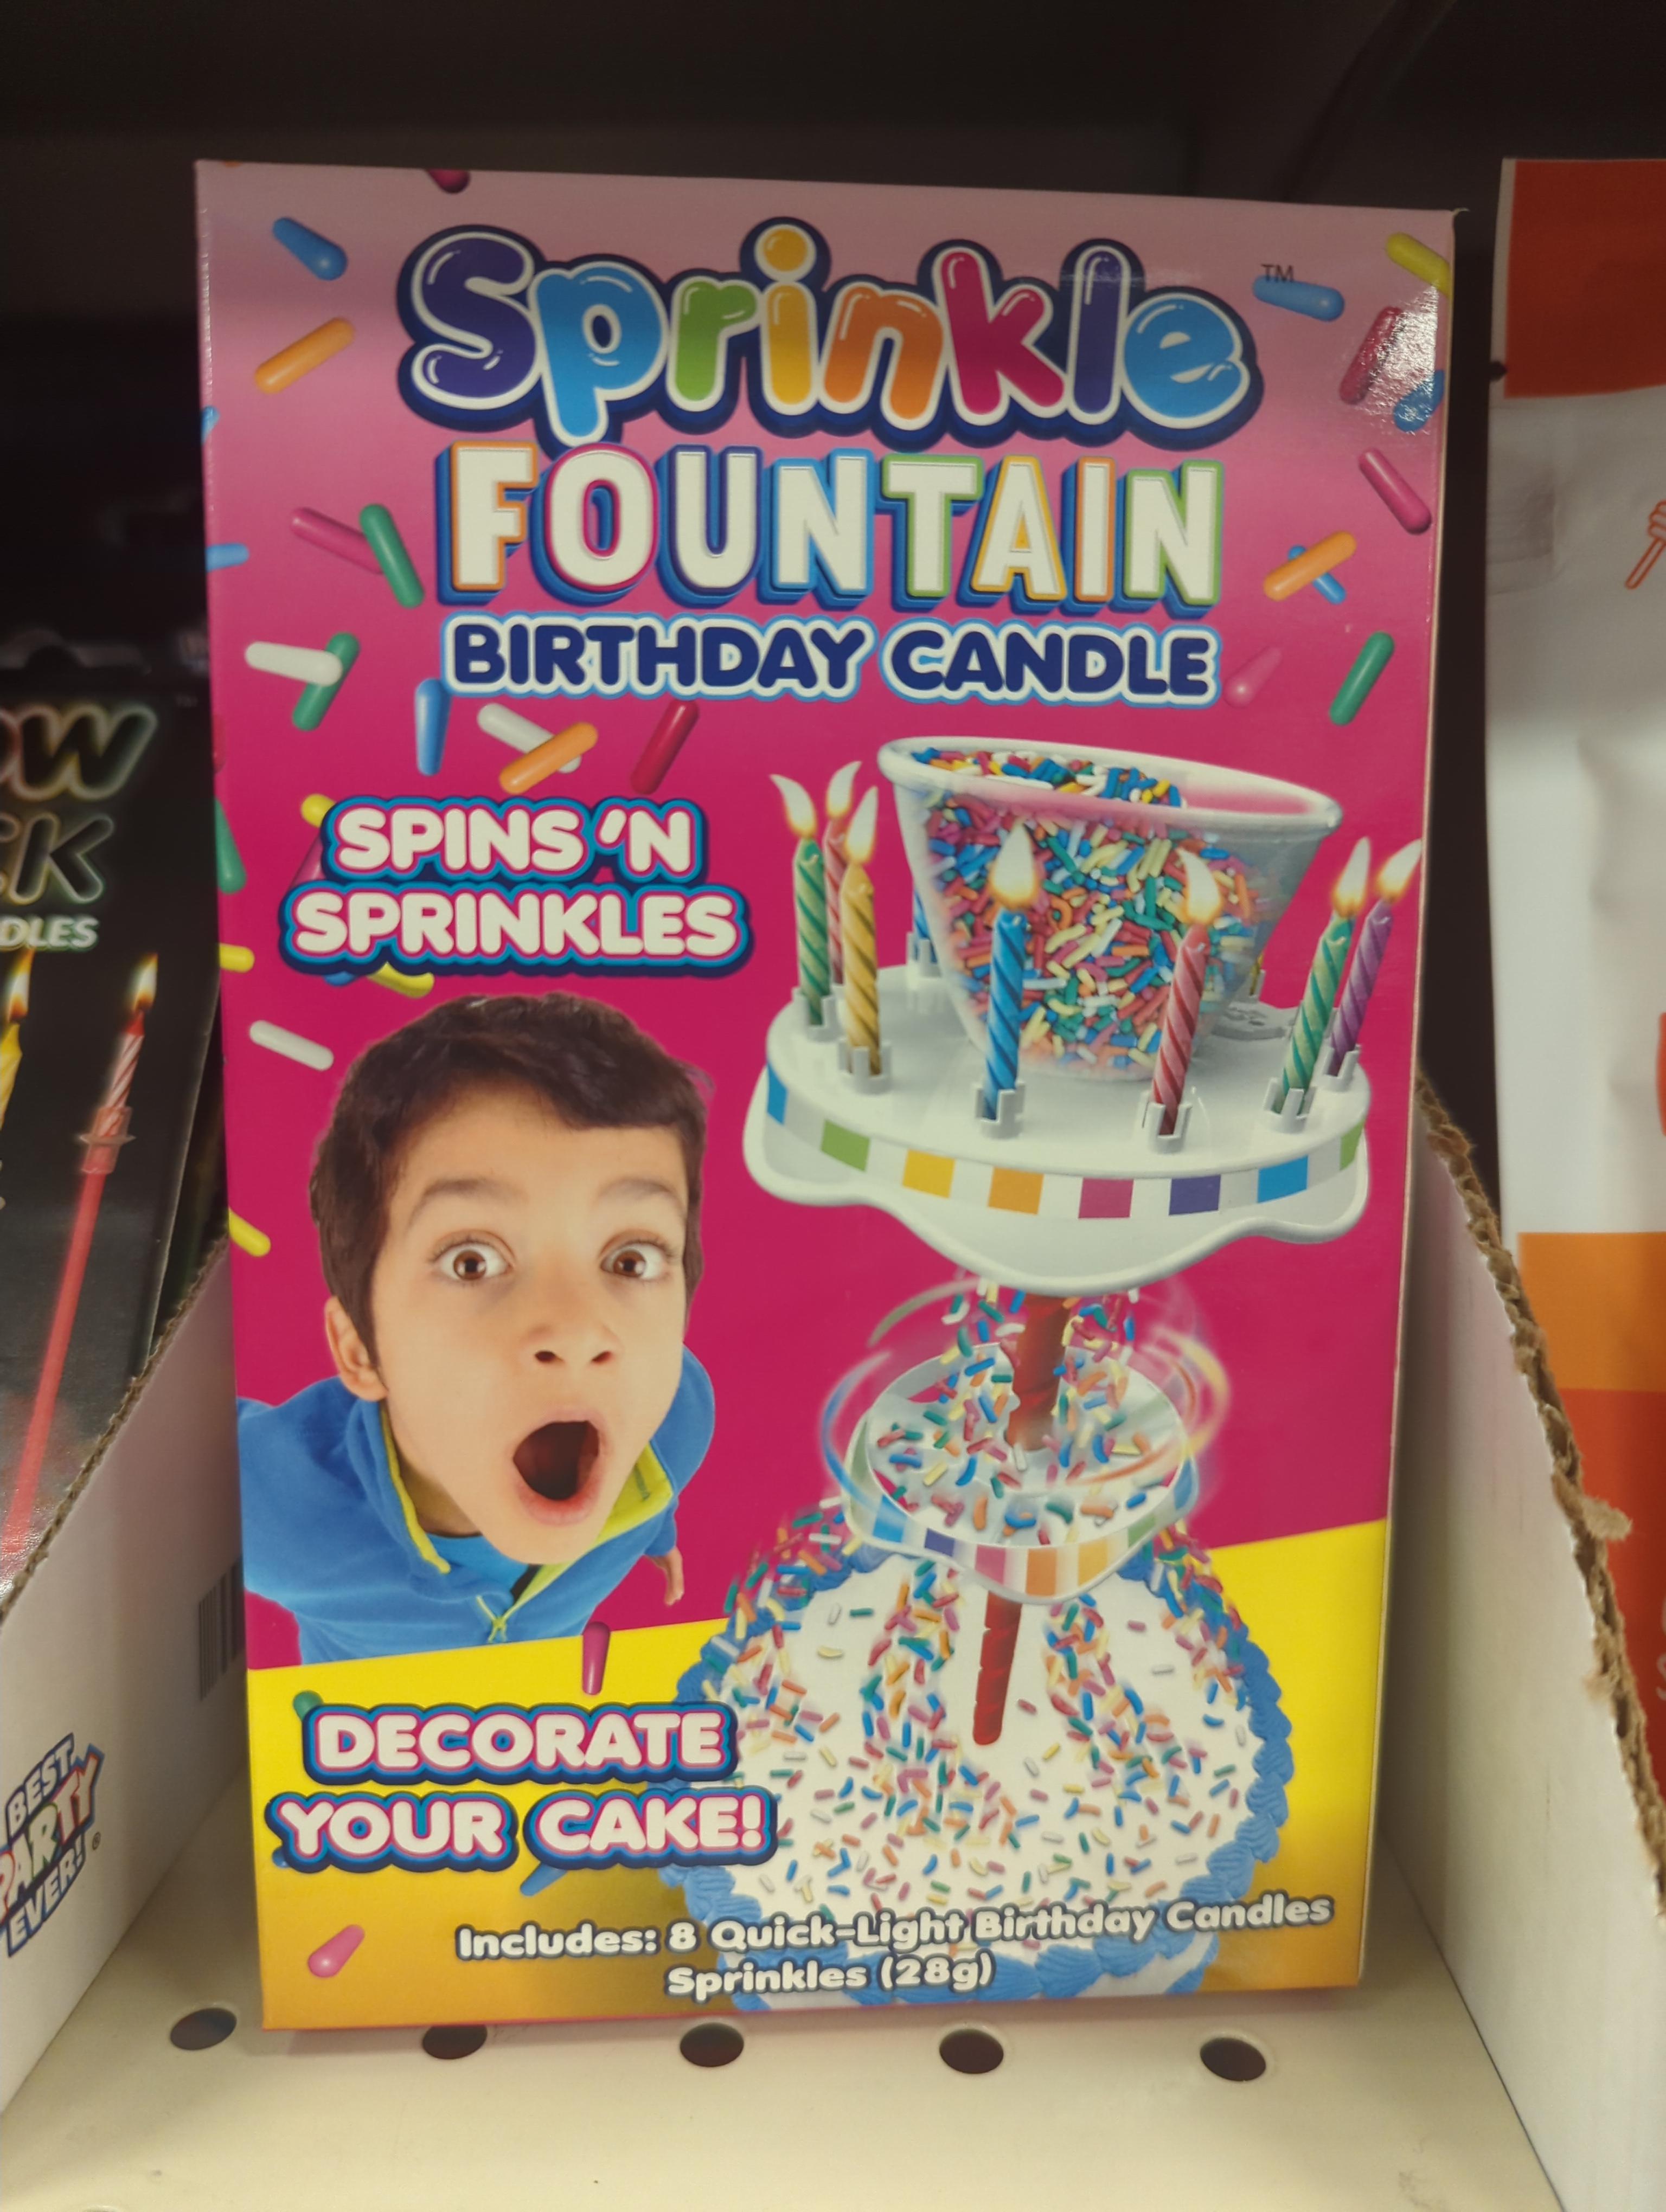 Sprinkle™
FOUNTAIN
BIRTHDAY CANDLE
SPINS 'N
SPRINKLES
DECORATE
YOUR CAKE!
Includes: 8 Quick-Light Birthday Candles
Sprinkles (28g)
BEST
PARTY
EVER!®